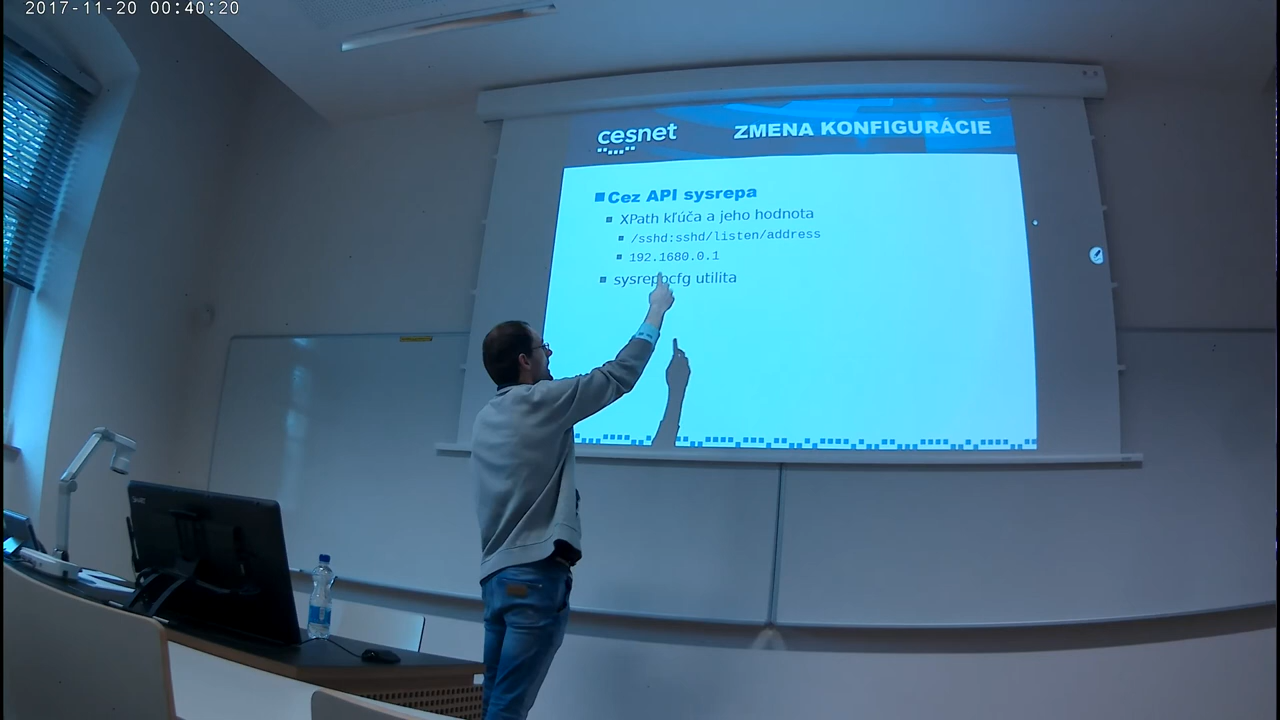 2017-11-20 00:40:20
cesnet
ZMENA KONFIGURÁCIE
Cez API sysrepa
XPath kľúča a jeho hodnota
/sshd:sshd/listen/address
192.1680.0.1
sysrepocfg utilita